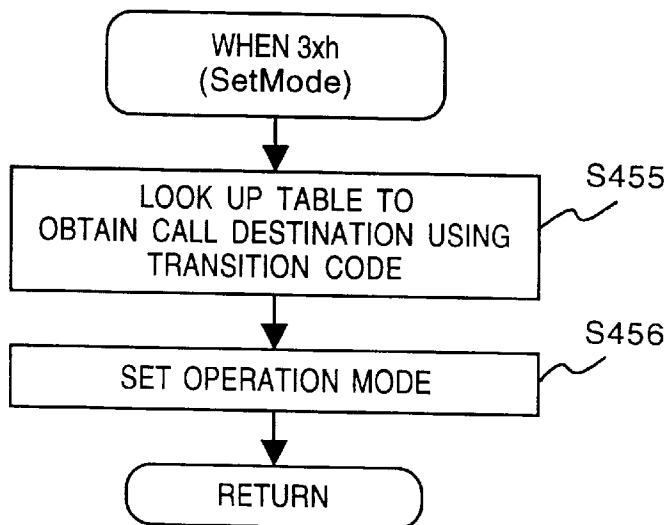 WHEN 3xh
(SetMode)
S455
LOOK UP TABLE TO
OBTAIN CALL DESTINATION USING
TRANSITION CODE
S456
SET OPERATION MODE
RETURN